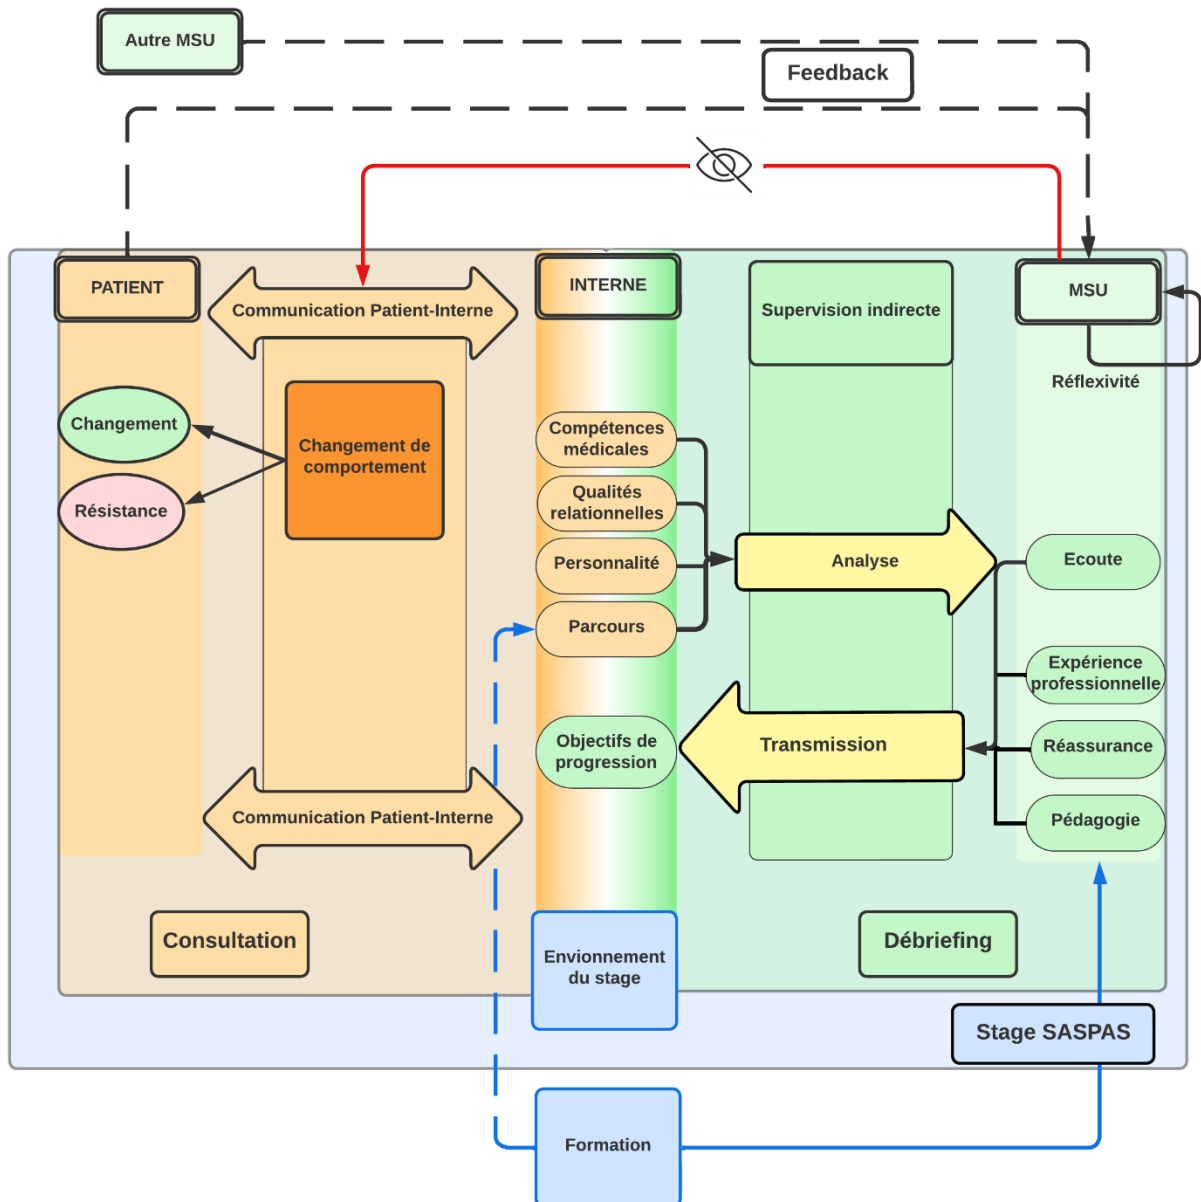 Autre MSU
Feedback
PATIENT
Communication Patient-Interne
INTERNE
Supervision indirecte
MSU
Réflexivité
Changement
Résistance
Changement de
comportement
Compétences
médicales
Qualités
relationnelles
Personnalité
Parcours
Analyse
Ecoute
Expérience
professionnelle
Objectifs de
progression
Transmission
Réassurance
Pédagogie
Communication Patient-Interne
Consultation
Envionnement
du stage
Débriefing
Stage SASPAS
Formation